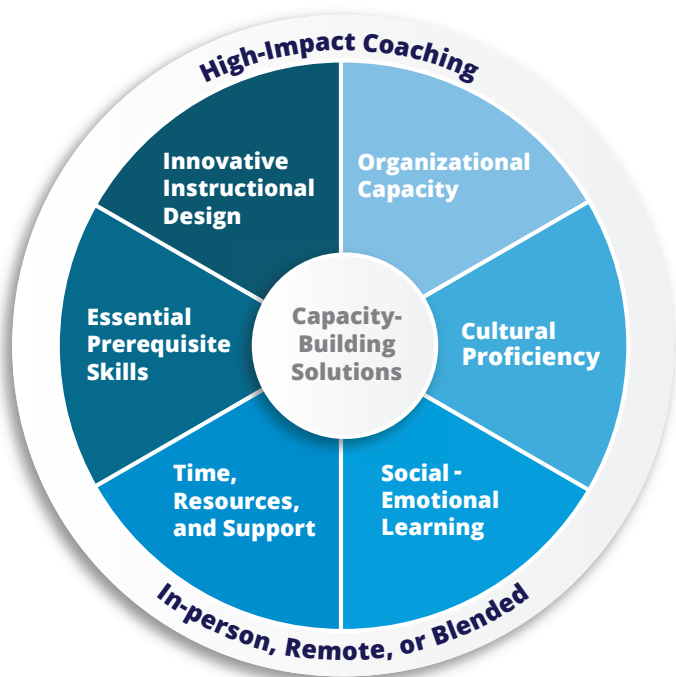 High-Impact Coaching
Innovative
Instructional
Design
Organizational
Capacity
Essential
Prerequisite
Skills
Capacity-
Building
Solutions
Cultural
Proficiency
Time,
Resources,
and Support
Social -
Emotional
Learning
In-person, Remote, or Blended